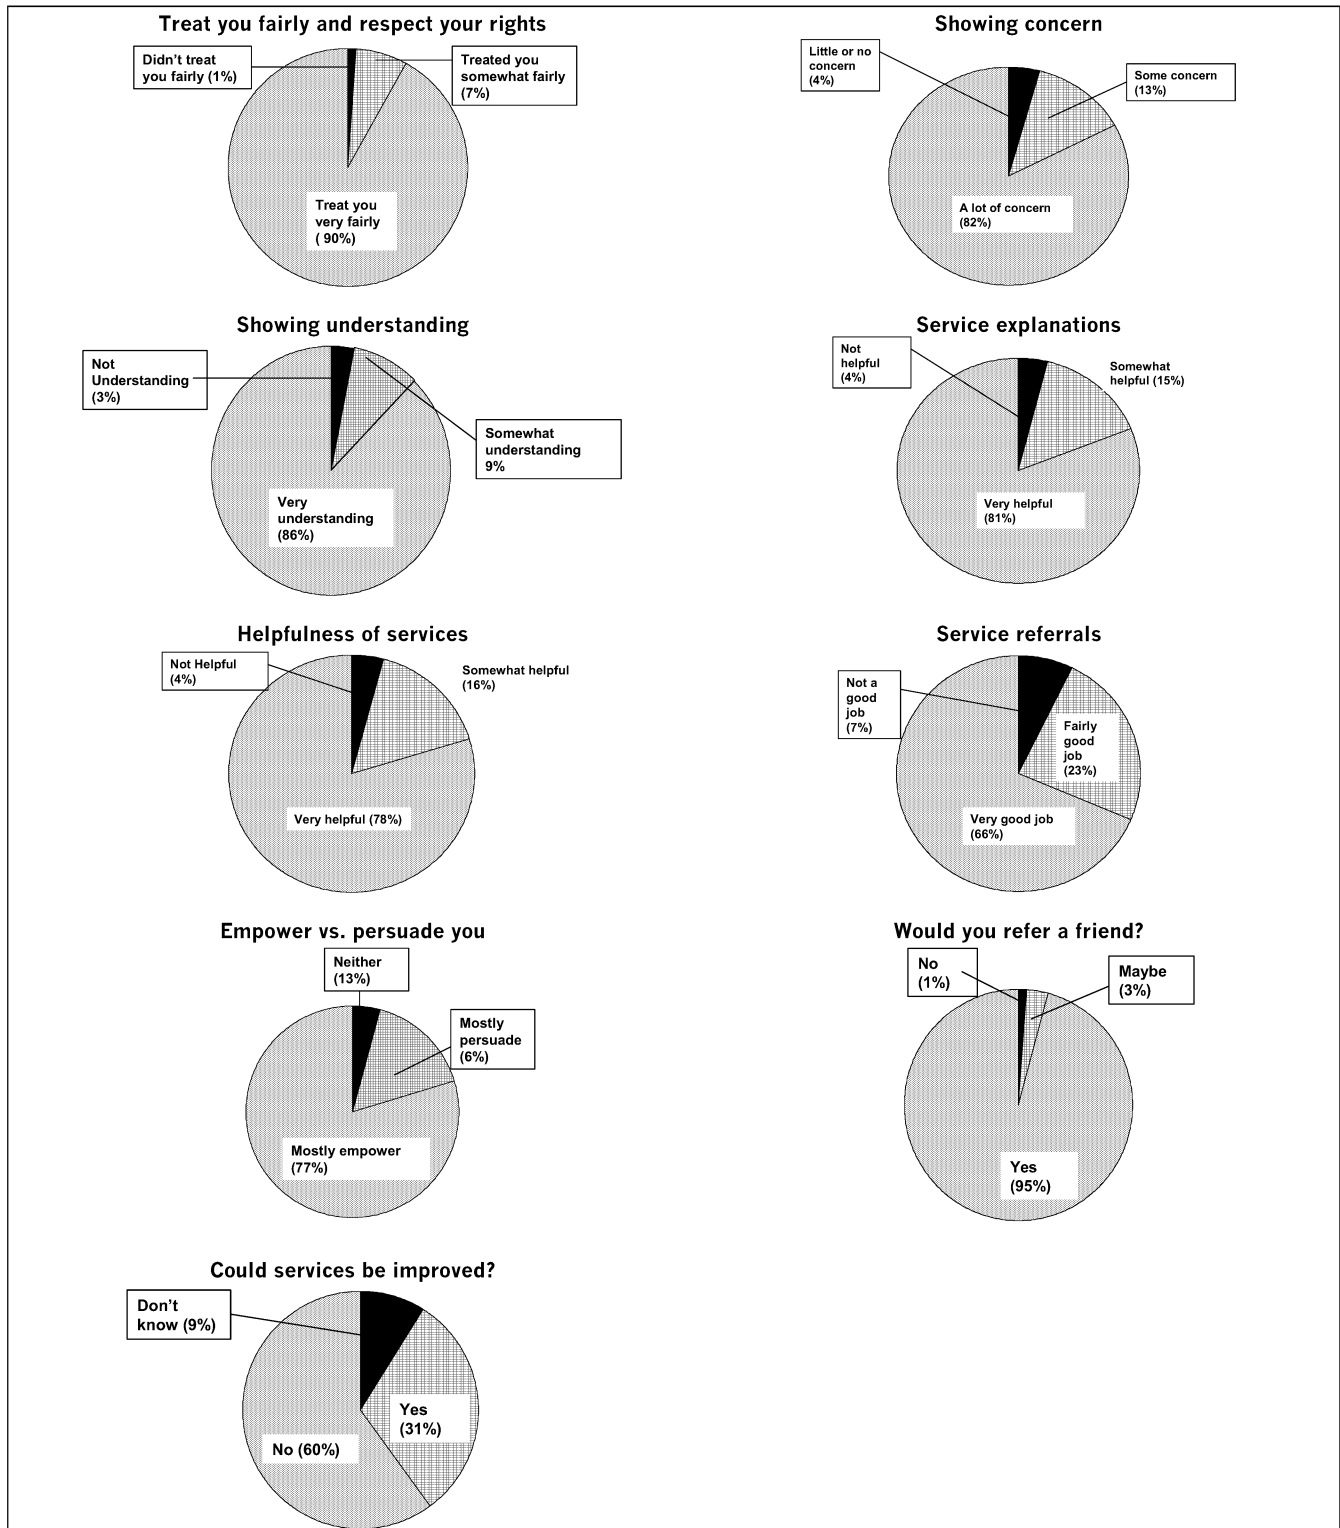 Treat you fairly and respect your rights
Didn't treat
you fairly (1%)
Treated you
somewhat fairly
(7%)
Treat you
very fairly
( 90%)
Showing concern
Little or no
concern
(4%)
Some concern
(13%)
A lot of concern
(82%)
Showing understanding
Not
Understanding
(3%)
Somewhat
understanding
9%
Very
understanding
(86%)
Service explanations
Not
helpful
(4%)
Somewhat
helpful (15%)
Very helpful
(81%)
Helpfulness of services
Not Helpful
(4%)
Somewhat helpful
(16%)
Very helpful (78%)
Service referrals
Not a
good
job
(7%)
Fairly
good
job
(23%)
Very good job
(66%)
Empower vs. persuade you
Neither
(13%)
Mostly
persuade
(6%)
Mostly empower
(77%)
Would you refer a friend?
No
(1%)
Maybe
(3%)
Yes
(95%)
Could services be improved?
Don't
know (9%)
Yes
(31%)
No (60%)